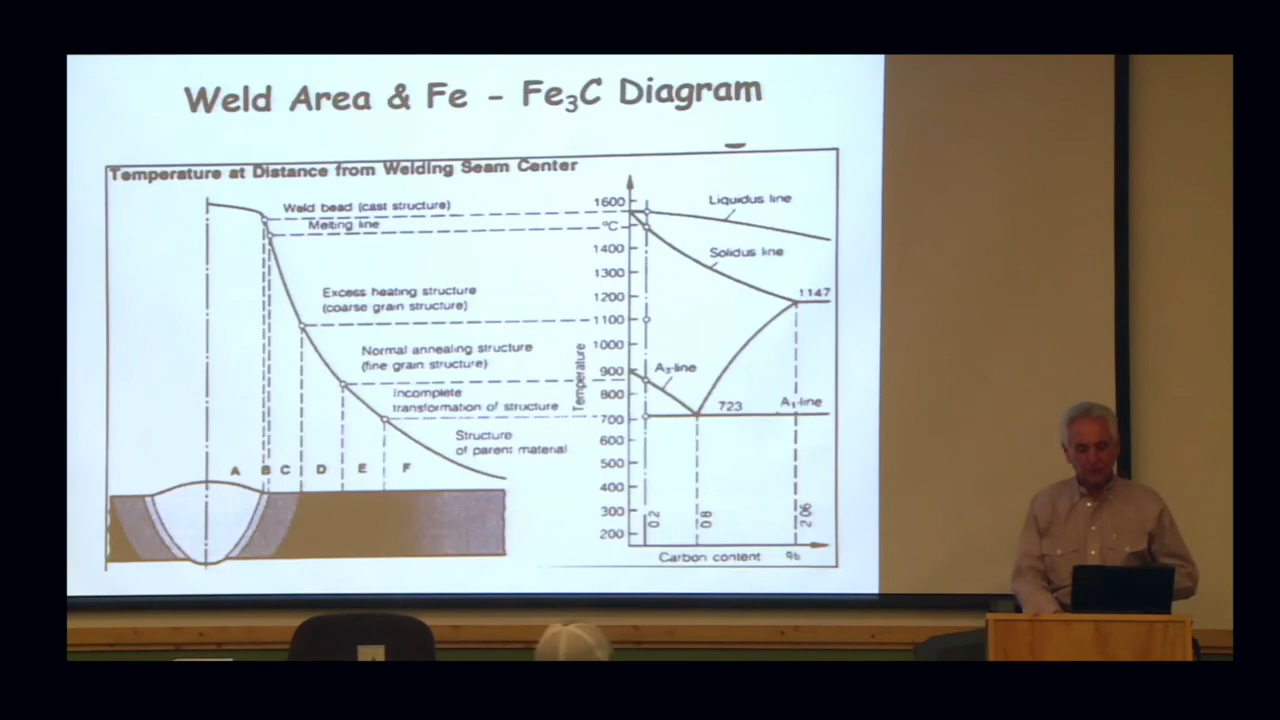 Weld Area & Fe - Fe₃C Diagram
Temperature at Distance from Welding Seam Center
Weld bead (cast structure)
Melting line
Excess heating structure
(coarse grain structure)
Normal annealing structure
(fine grain structure)
Incomplete
transformation of structure
Structure
of parent material
A B C D E F
1600
°C
1400
1300
1200
1100
1000
900
800
700
600
500
400
300
200
Temperature
Liquidus line
Solidus line
1147
A₃-line
723
A₁-line
0.2
0.8
2.06
Carbon content %